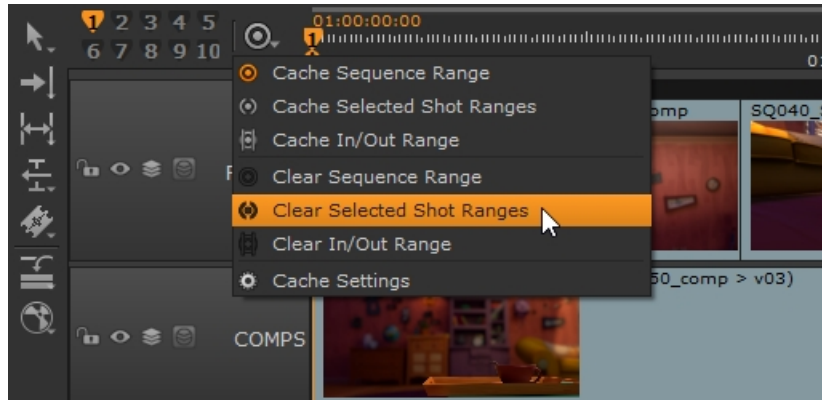 1 2 3 4 5
6 7 8 9 10
01:00:00:00
1
Cache Sequence Range
Cache Selected Shot Ranges
Cache In/Out Range
Clear Sequence Range
Clear Selected Shot Ranges
Clear In/Out Range
Cache Settings
SQ040_
50_comp > v03)
COMPS